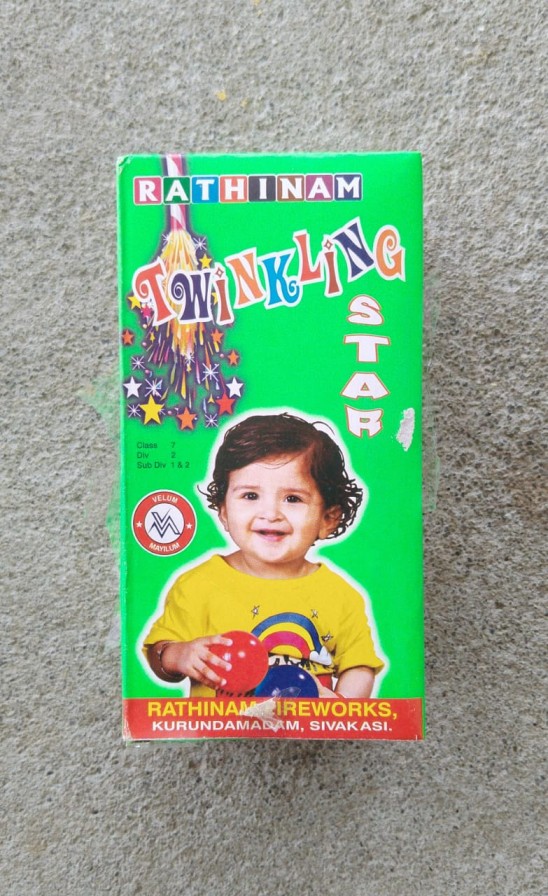 RATHINAM
TWiNKLiNG
STAR
Class 7
Div 2
Sub Div 1 & 2
VELUM
MAYILUM
RATHINAM FIREWORKS,
KURUNDAMADAM, SIVAKASI.